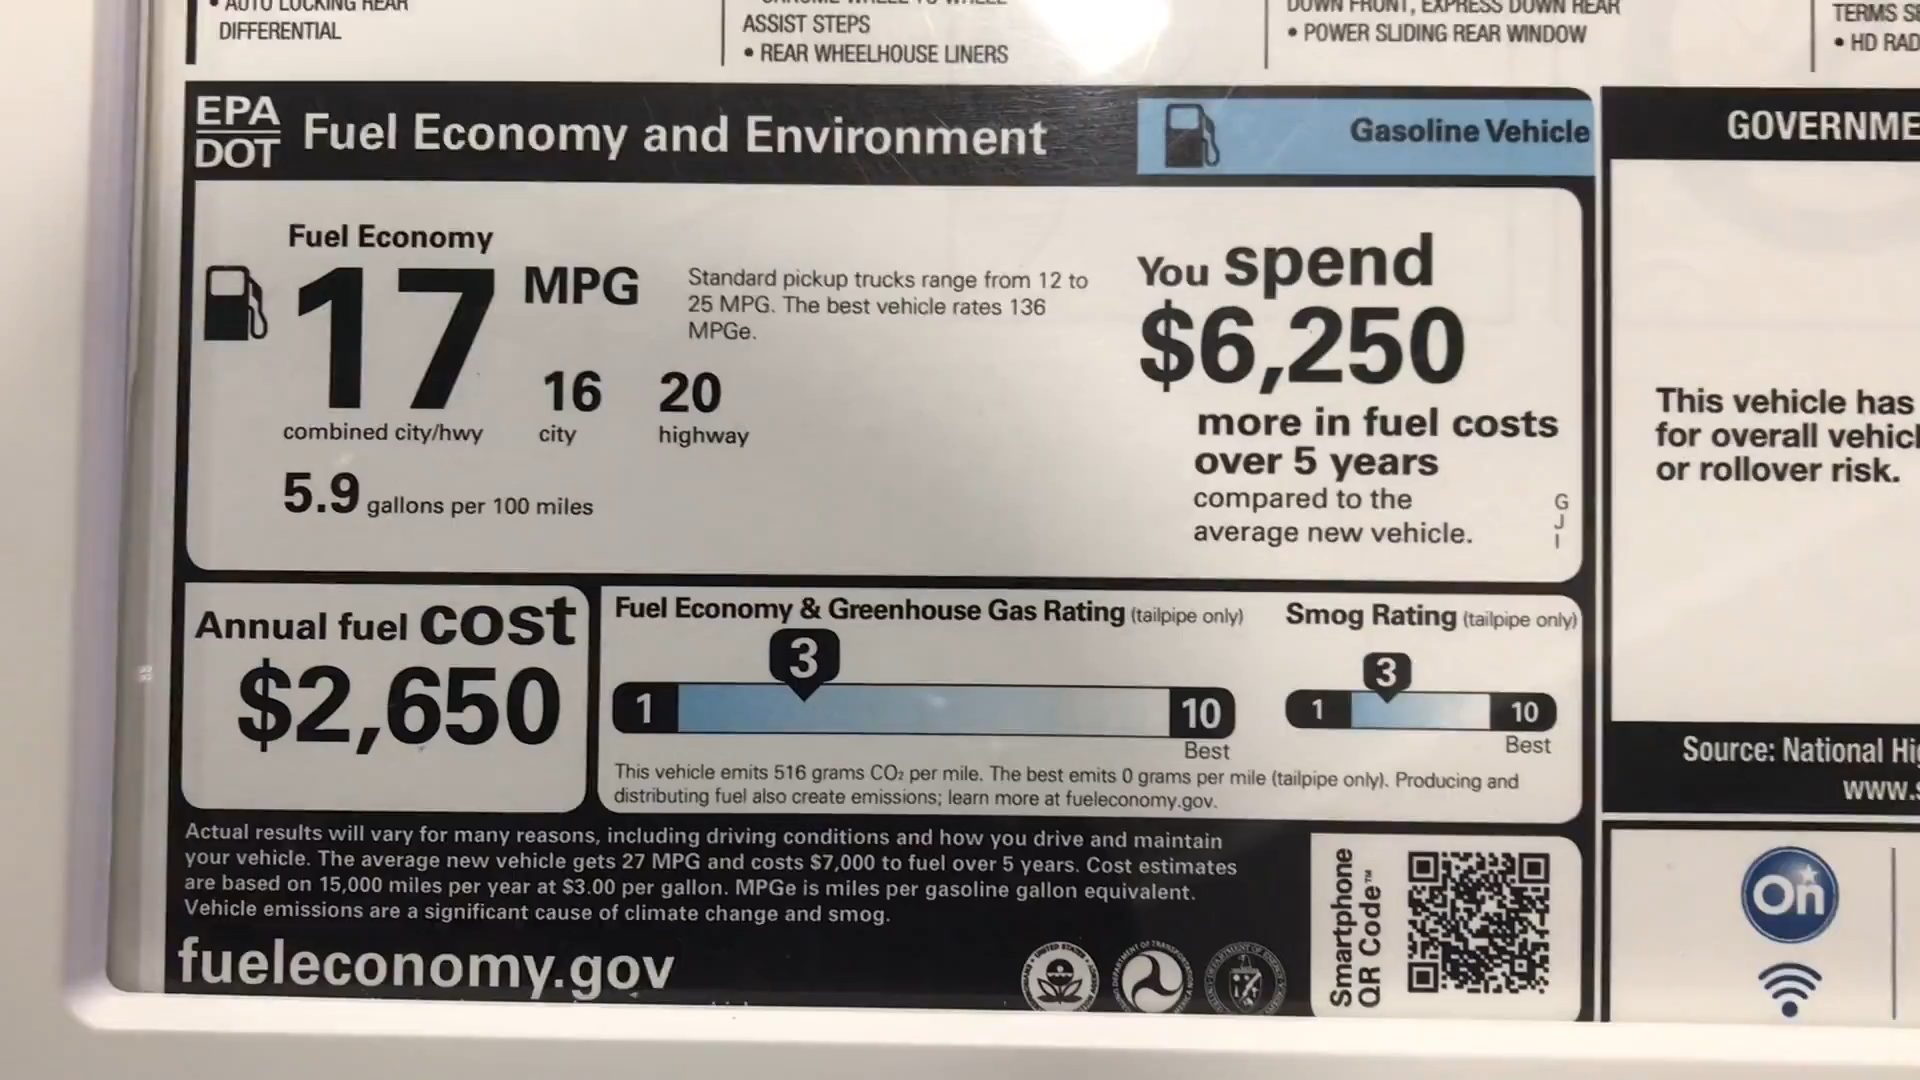 • AUTO LOCKING REAR
DIFFERENTIAL
ASSIST STEPS
• REAR WHEELHOUSE LINERS
DOWN FRONT, EXPRESS DOWN REAR
• POWER SLIDING REAR WINDOW
TERMS
• HD RAD
EPA
DOT
Fuel Economy and Environment
Gasoline Vehicle
Fuel Economy
17 MPG
combined city/hwy
16
city
20
highway
5.9 gallons per 100 miles
Standard pickup trucks range from 12 to
25 MPG. The best vehicle rates 136
MPGe.
You spend
$6,250
more in fuel costs
over 5 years
compared to the
average new vehicle.
G
J
I
Annual fuel cost
$2,650
Fuel Economy & Greenhouse Gas Rating (tailpipe only)
3
1
10
Best
Smog Rating (tailpipe only)
3
1
10
Best
This vehicle emits 516 grams CO₂ per mile. The best emits 0 grams per mile (tailpipe only). Producing and
distributing fuel also create emissions; learn more at fueleconomy.gov.
Actual results will vary for many reasons, including driving conditions and how you drive and maintain
your vehicle. The average new vehicle gets 27 MPG and costs $7,000 to fuel over 5 years. Cost estimates
are based on 15,000 miles per year at $3.00 per gallon. MPGe is miles per gasoline gallon equivalent.
Vehicle emissions are a significant cause of climate change and smog.
fueleconomy.gov
Smartphone
QR Code™
GOVERNME
This vehicle has
for overall vehicl
or rollover risk.
Source: National Hig
www.s
On